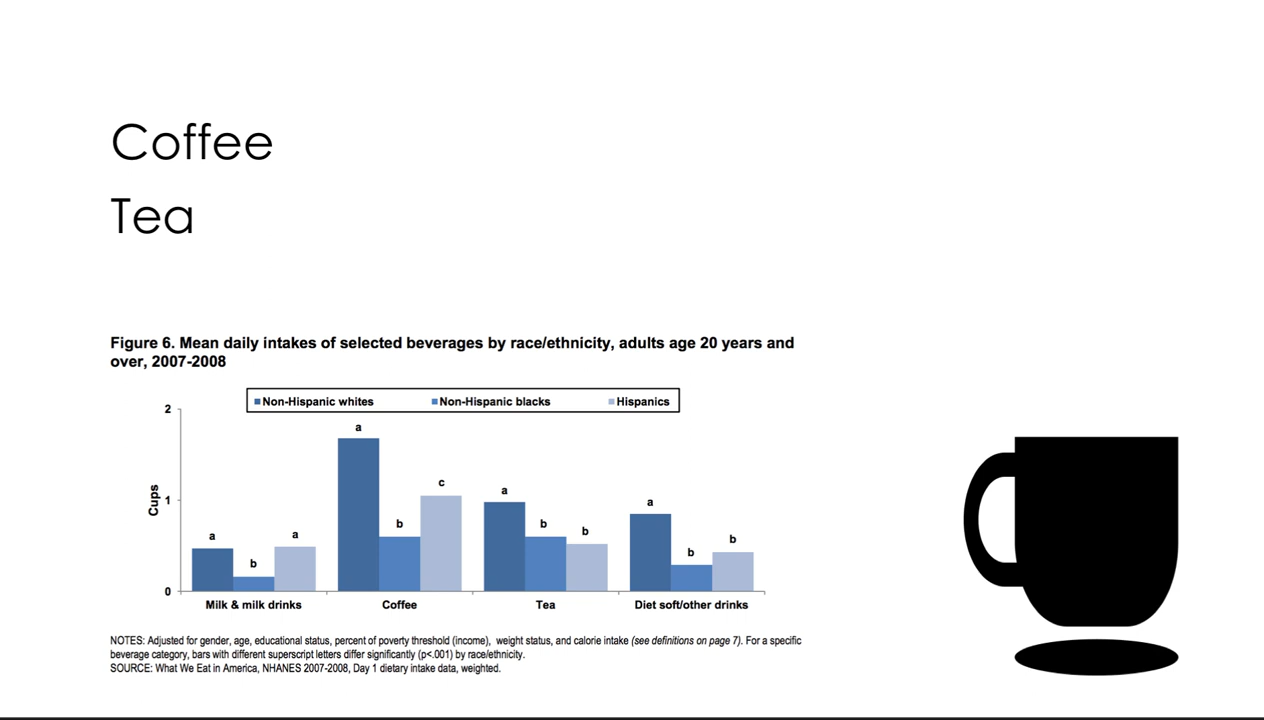 Coffee
Tea
Figure 6. Mean daily intakes of selected beverages by race/ethnicity, adults age 20 years and
over, 2007-2008
Non-Hispanic whites Non-Hispanic blacks Hispanics
2
a
c
Cups
1
a
a
a
b
a
b
b
b
b
b
0
Milk & milk drinks Coffee Tea Diet soft/other drinks
NOTES: Adjusted for gender, age, educational status, percent of poverty threshold (income), weight status, and calorie intake (see definitions on page 7). For a specific
beverage category, bars with different superscript letters differ significantly (p<.001) by race/ethnicity.
SOURCE: What We Eat in America, NHANES 2007-2008, Day 1 dietary intake data, weighted.